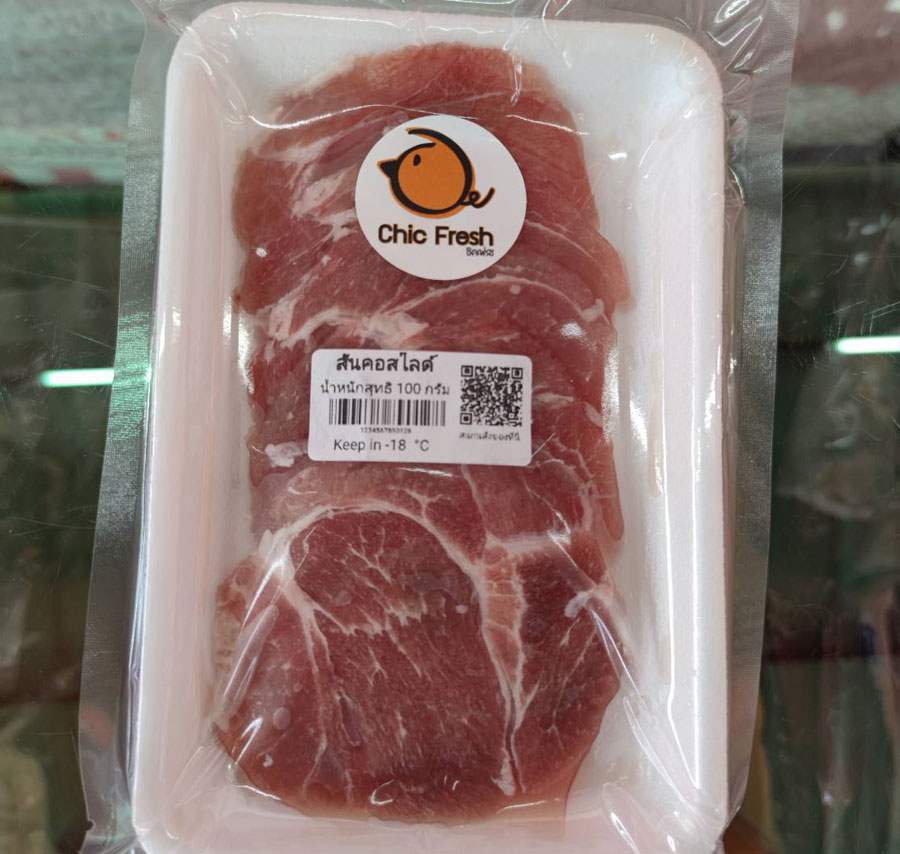 Chic Fresh
ชิคเฟรช
สันคอสไลด์
น้ำหนักสุทธิ 100 กรัม
Keep in -18 °C